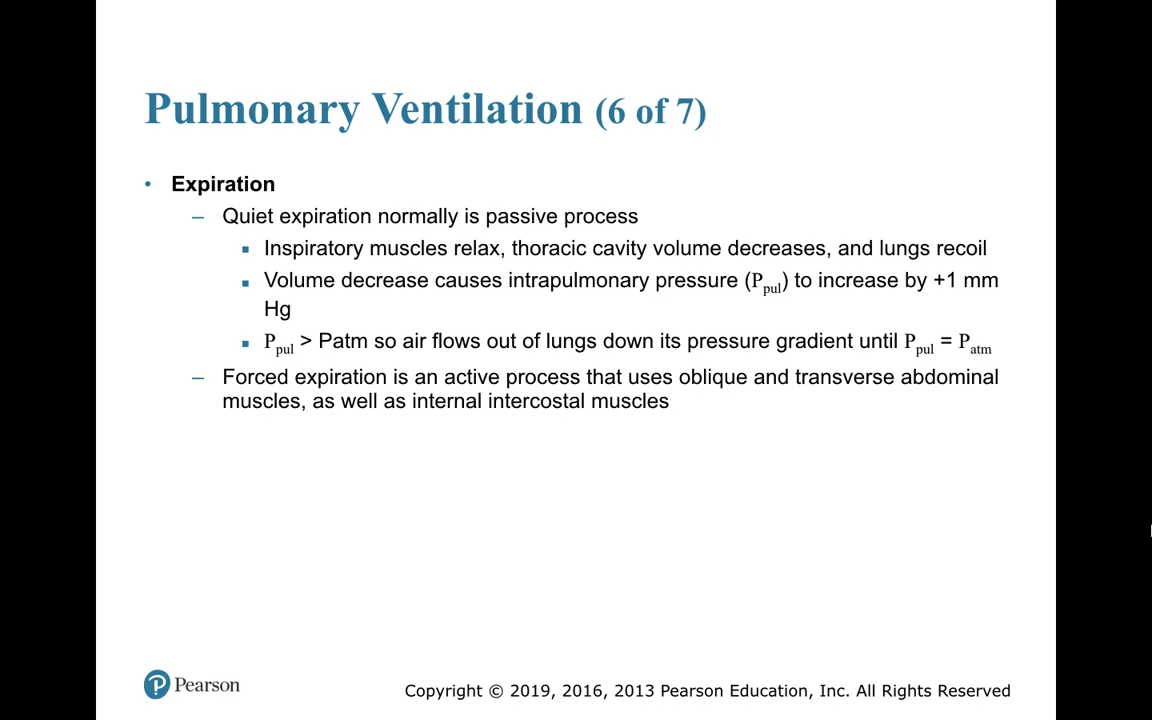 Pulmonary Ventilation (6 of 7)
• Expiration
– Quiet expiration normally is passive process
▪ Inspiratory muscles relax, thoracic cavity volume decreases, and lungs recoil
▪ Volume decrease causes intrapulmonary pressure (Ppul) to increase by +1 mm
Hg
▪ Ppul > Patm so air flows out of lungs down its pressure gradient until Ppul = Patm
– Forced expiration is an active process that uses oblique and transverse abdominal
muscles, as well as internal intercostal muscles
Pearson
Copyright © 2019, 2016, 2013 Pearson Education, Inc. All Rights Reserved